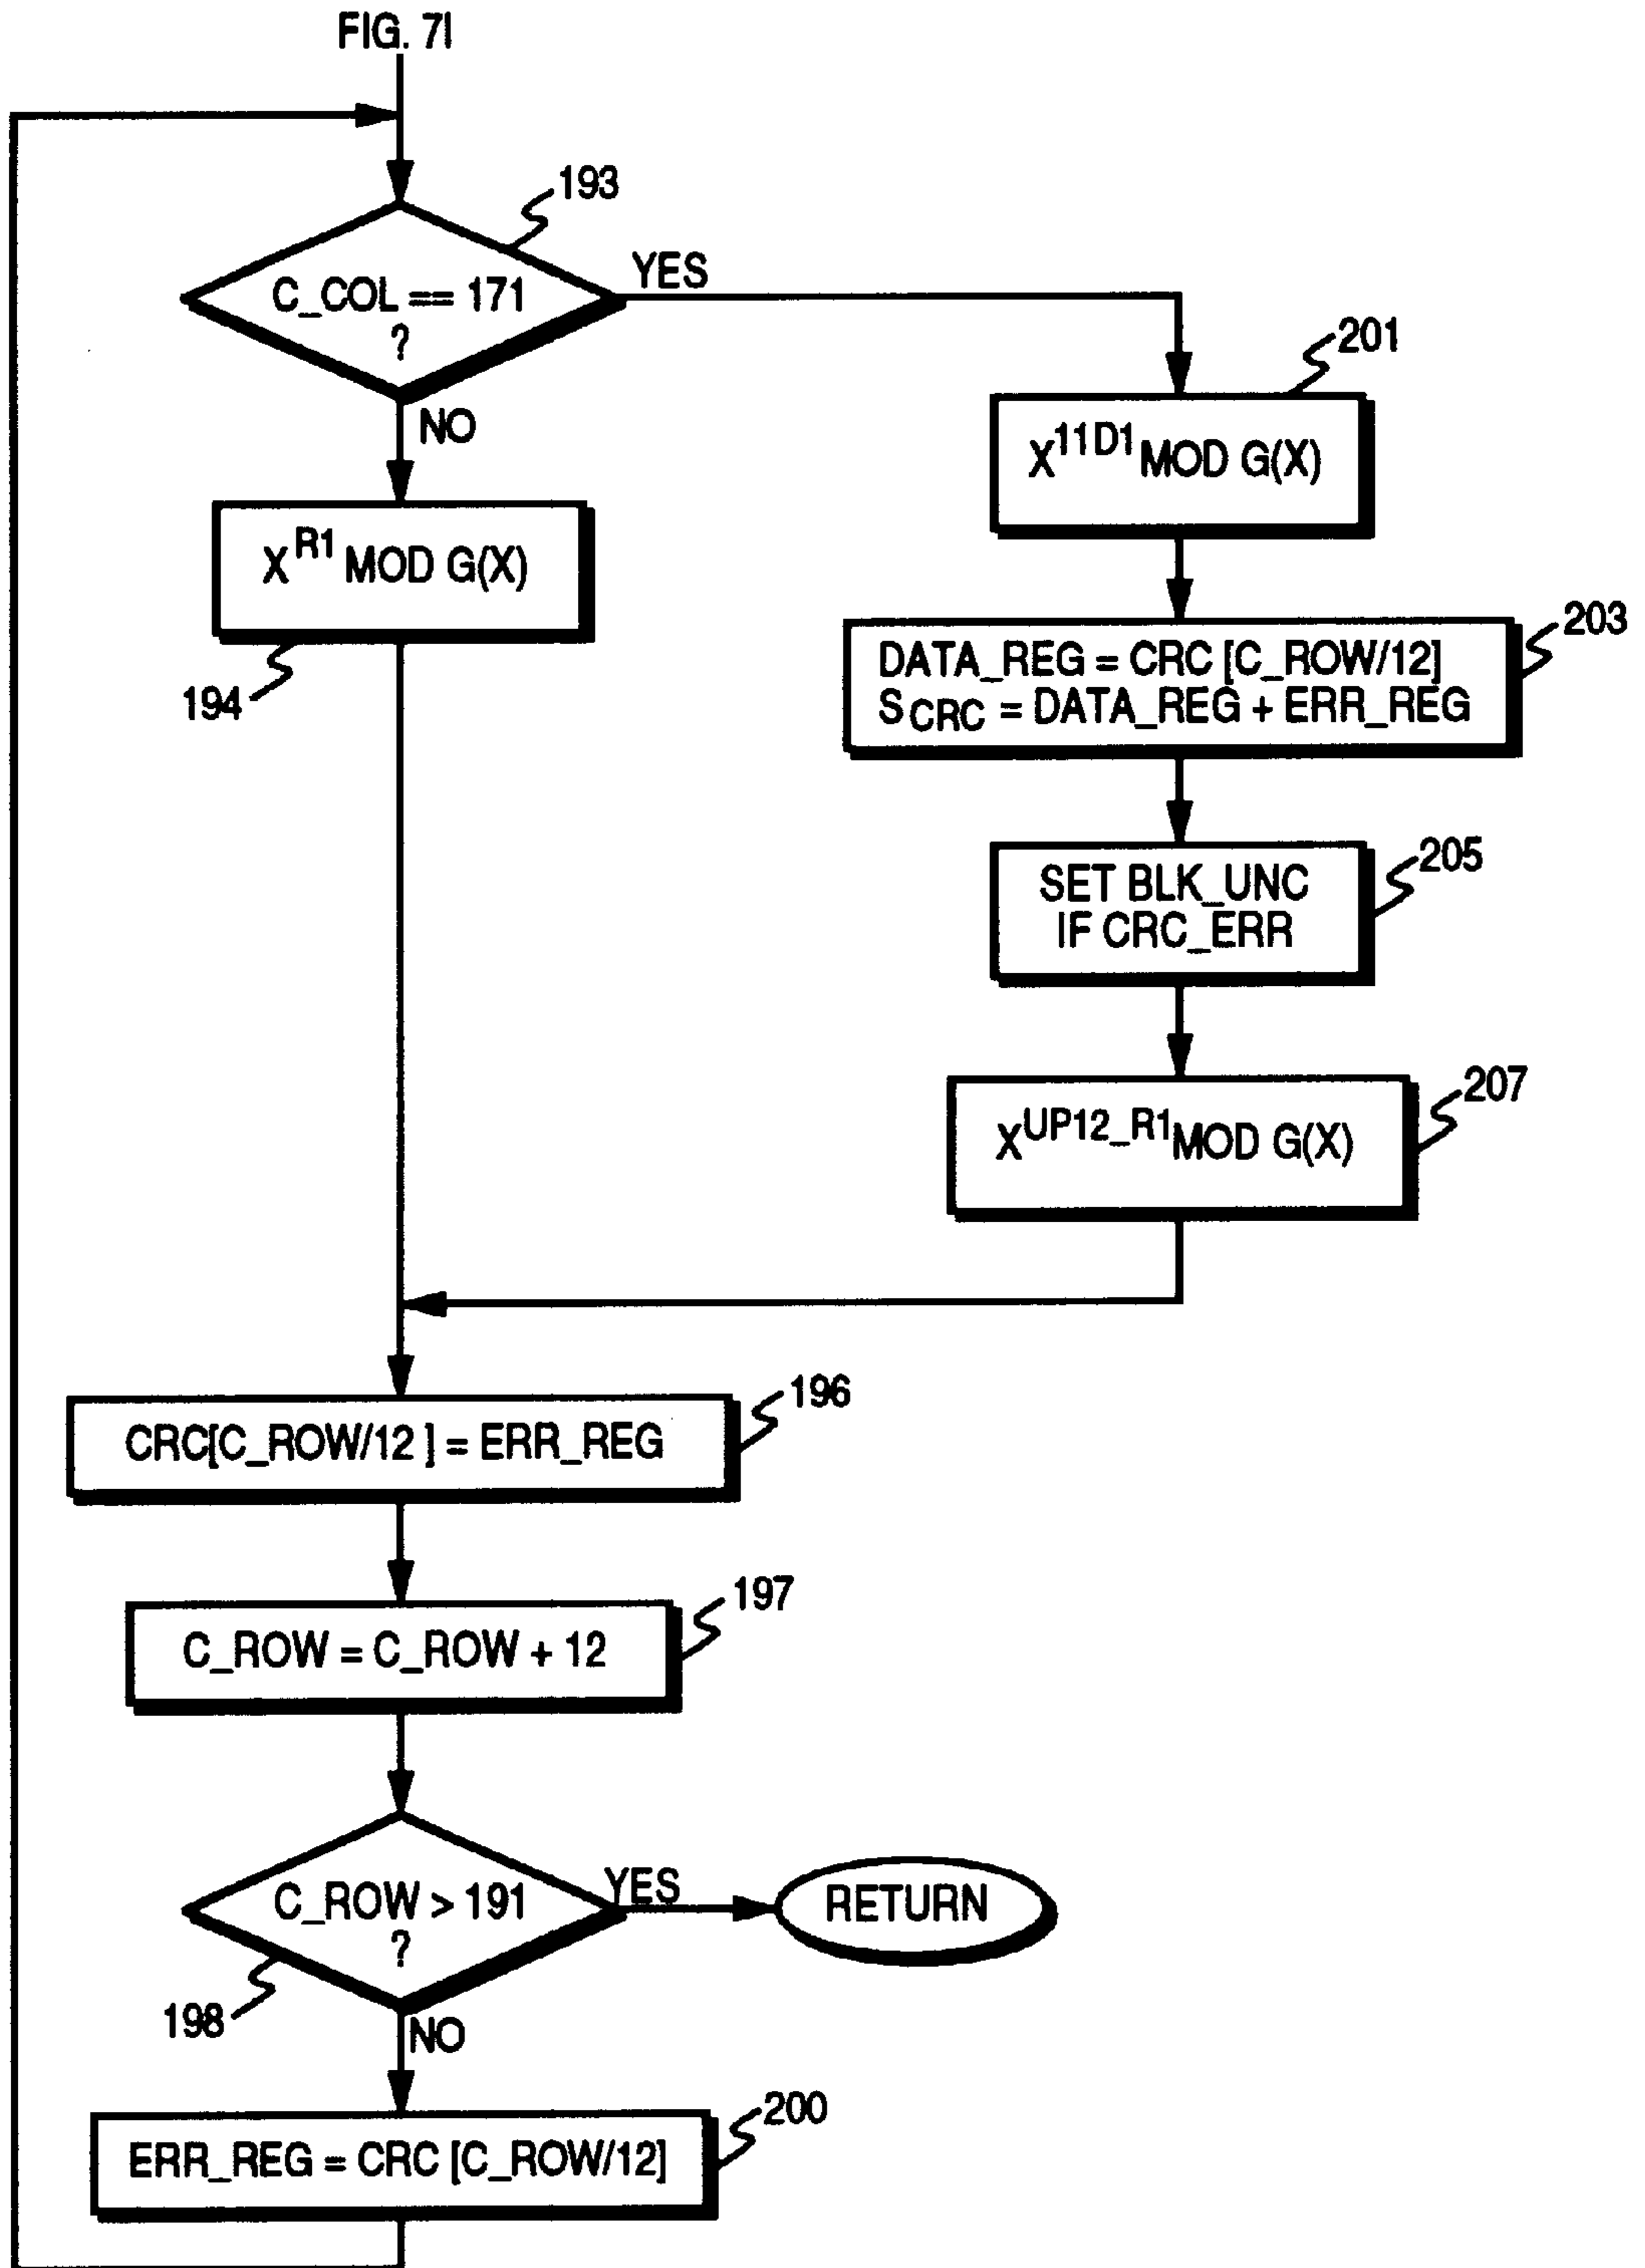 FIG. 7I
193
C_COL == 171
?
YES
NO
201
X^11D1 MOD G(X)
X^R1 MOD G(X)
194
203
DATA_REG = CRC [C_ROW/12]
S_CRC = DATA_REG + ERR_REG
205
SET BLK_UNC
IF CRC_ERR
207
X^UP12_R1 MOD G(X)
196
CRC[C_ROW/12 ] = ERR_REG
197
C_ROW = C_ROW + 12
C_ROW > 191
?
YES
RETURN
198
NO
200
ERR_REG = CRC [C_ROW/12]